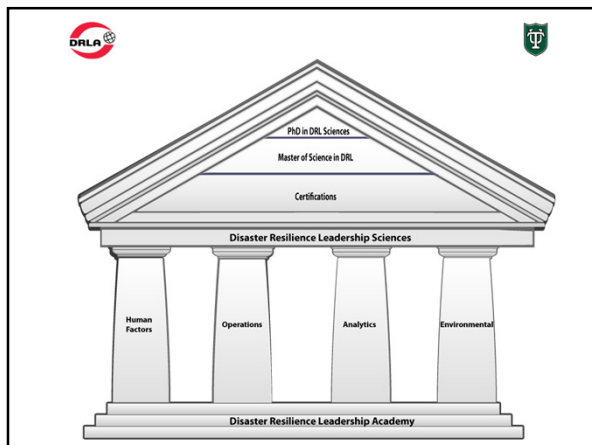 DRLA
TU
PhD in DRL Sciences
Master of Science in DRL
Certifications
Disaster Resilience Leadership Sciences
Human
Factors
Operations
Analytics
Environmental
Disaster Resilience Leadership Academy